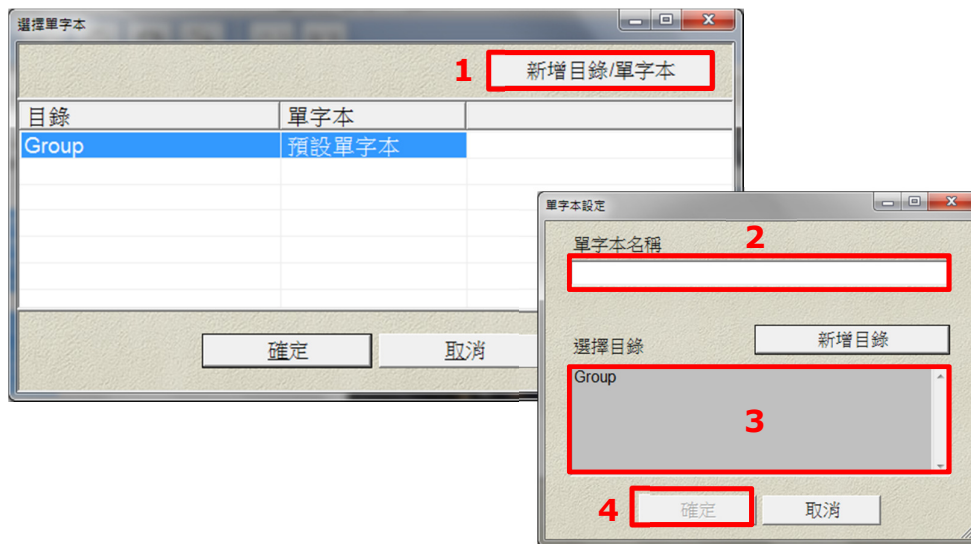 選擇單字本
1 新增目錄/單字本
目錄 單字本
Group 預設單字本
確定 取消
單字本設定
單字本名稱 2
選擇目錄 新增目錄
Group
3
4 確定 取消